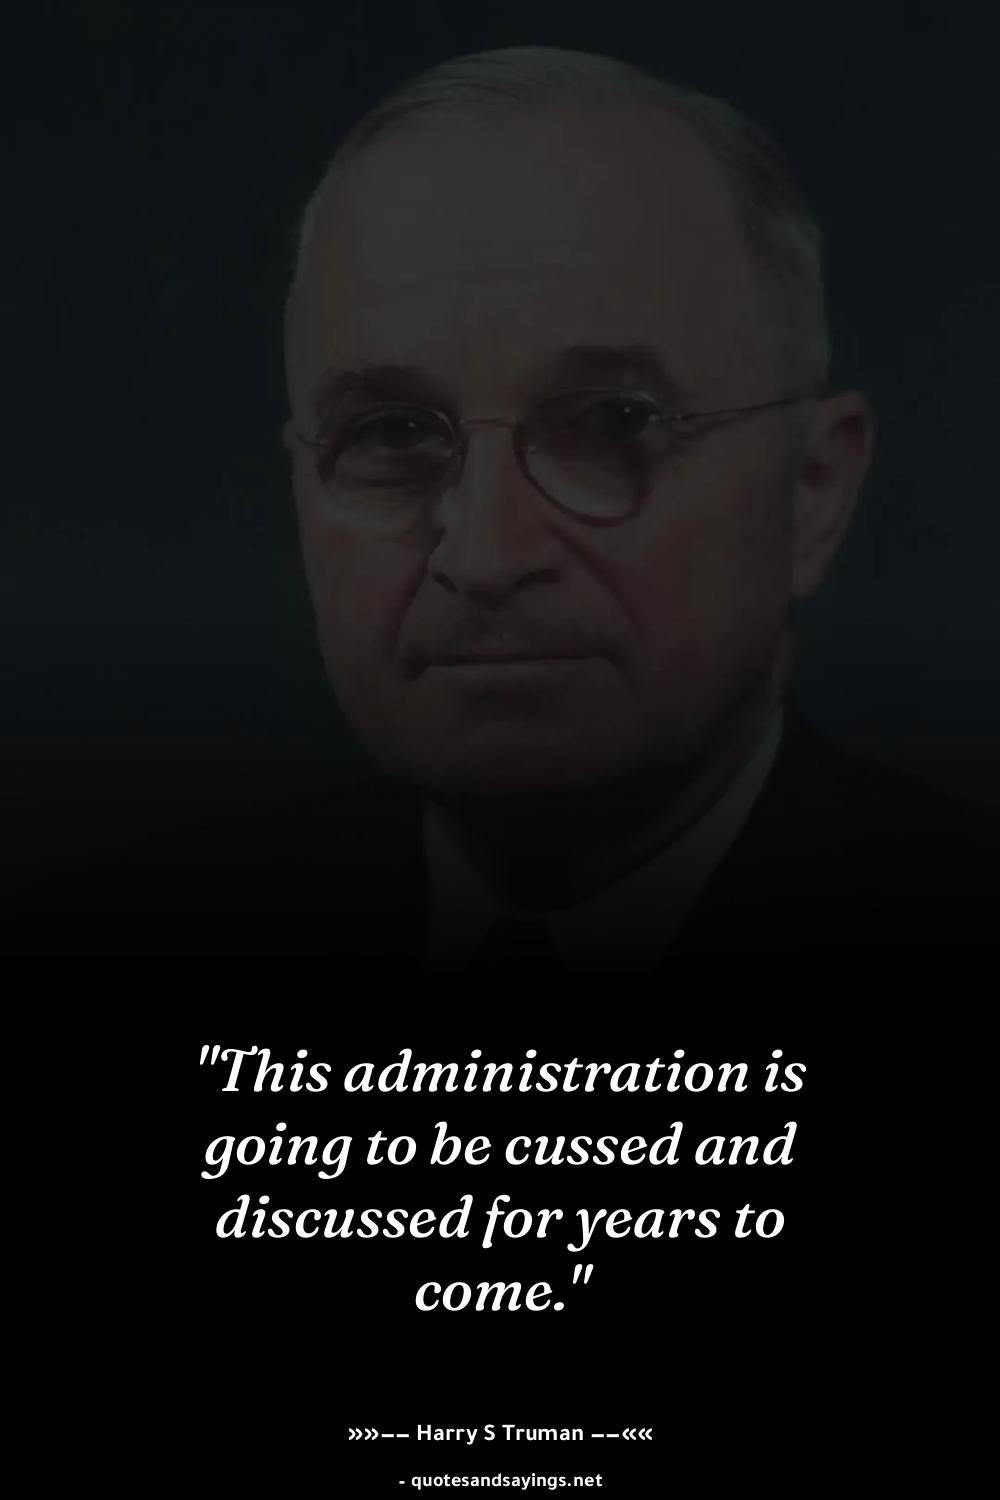 "This administration is
going to be cussed and
discussed for years to
come."
»»−− Harry S Truman −−««
- quotesandsayings.net